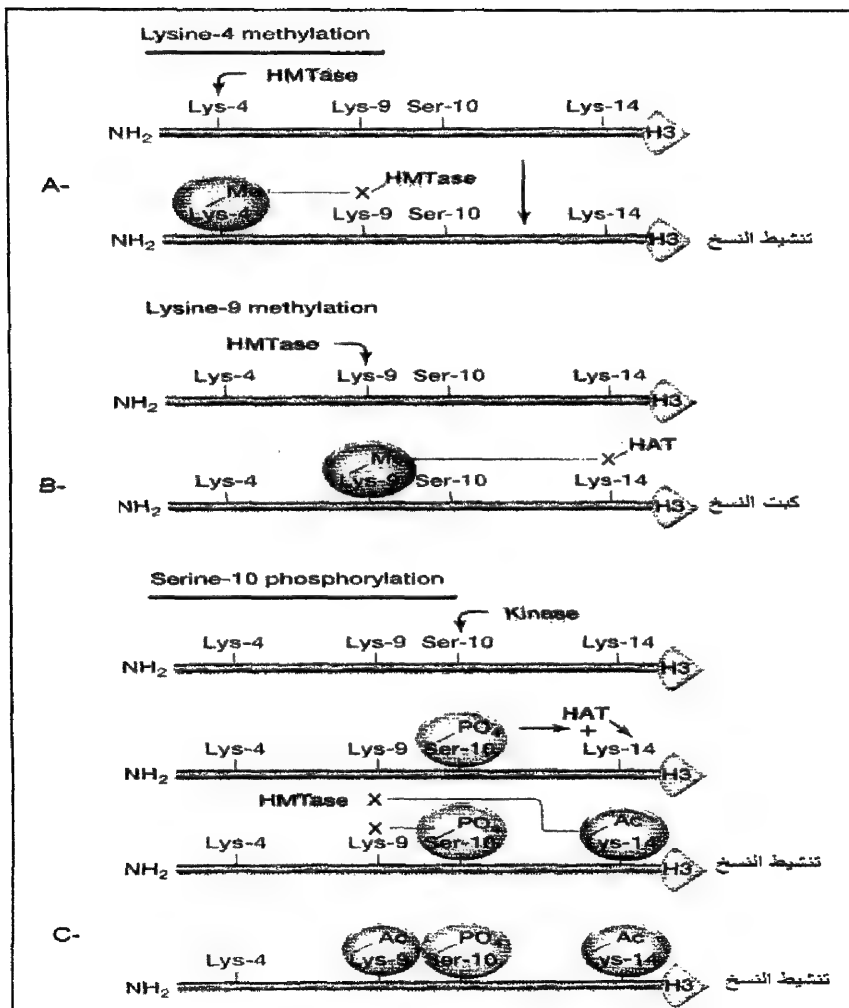 Lysine-4 methylation
HMTase
Lys-4 Lys-9 Ser-10 Lys-14
NH2 H3
A-
Me X HMTase
Lys-4 Lys-9 Ser-10 Lys-14
NH2 H3 تنشيط النسخ
Lysine-9 methylation
HMTase
Lys-4 Lys-9 Ser-10 Lys-14
NH2 H3
Me X HAT
B-
Lys-4 Lys-9 Ser-10 Lys-14
NH2 H3 كبت النسخ
Serine-10 phosphorylation
Kinase
Lys-4 Lys-9 Ser-10 Lys-14
NH2 H3
PO4 HAT
+
Lys-4 Lys-9 Ser-10 Lys-14
NH2 H3
HMTase X
X PO4 Ac
Lys-4 Lys-9 Ser-10 Lys-14
NH2 H3 تنشيط النسخ
C-
Ac PO4 Ac
Lys-4 Lys-9 Ser-10 Lys-14
NH2 H3 تنشيط النسخ